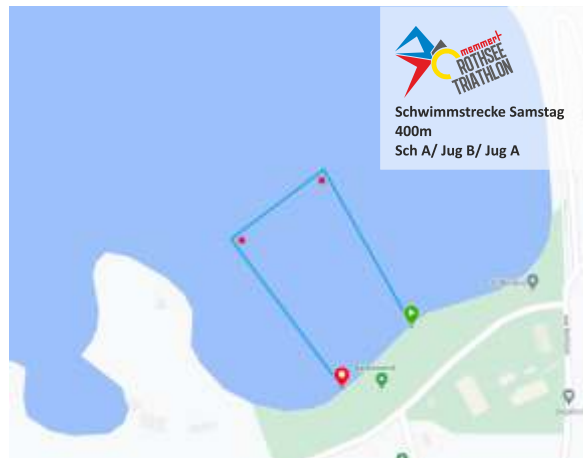 memmert
ROTHSEE
TRIATHLON
Schwimmstrecke Samstag
400m
Sch A/ Jug B/ Jug A